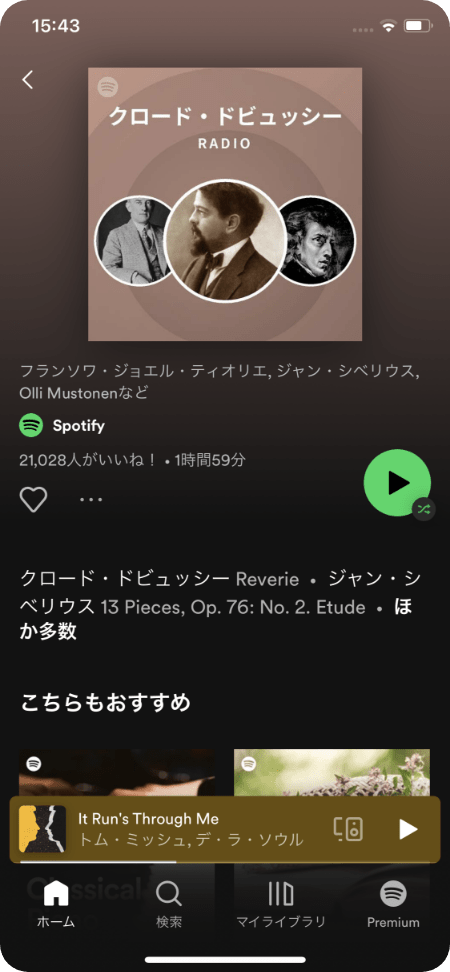 15:43
クロード・ドビュッシー
RADIO
フランソワ・ジョエル・ティオリエ, ジャン・シベリウス,
Olli Mustonenなど
Spotify
21,028人がいいね！ • 1時間59分
クロード・ドビュッシー Reverie • ジャン・シ
ベリウス 13 Pieces, Op. 76: No. 2. Etude • ほ
か多数
こちらもおすすめ
It Run's Through Me
トム・ミッシュ, デ・ラ・ソウル
Classical
ホーム
検索
マイライブラリ
Premium